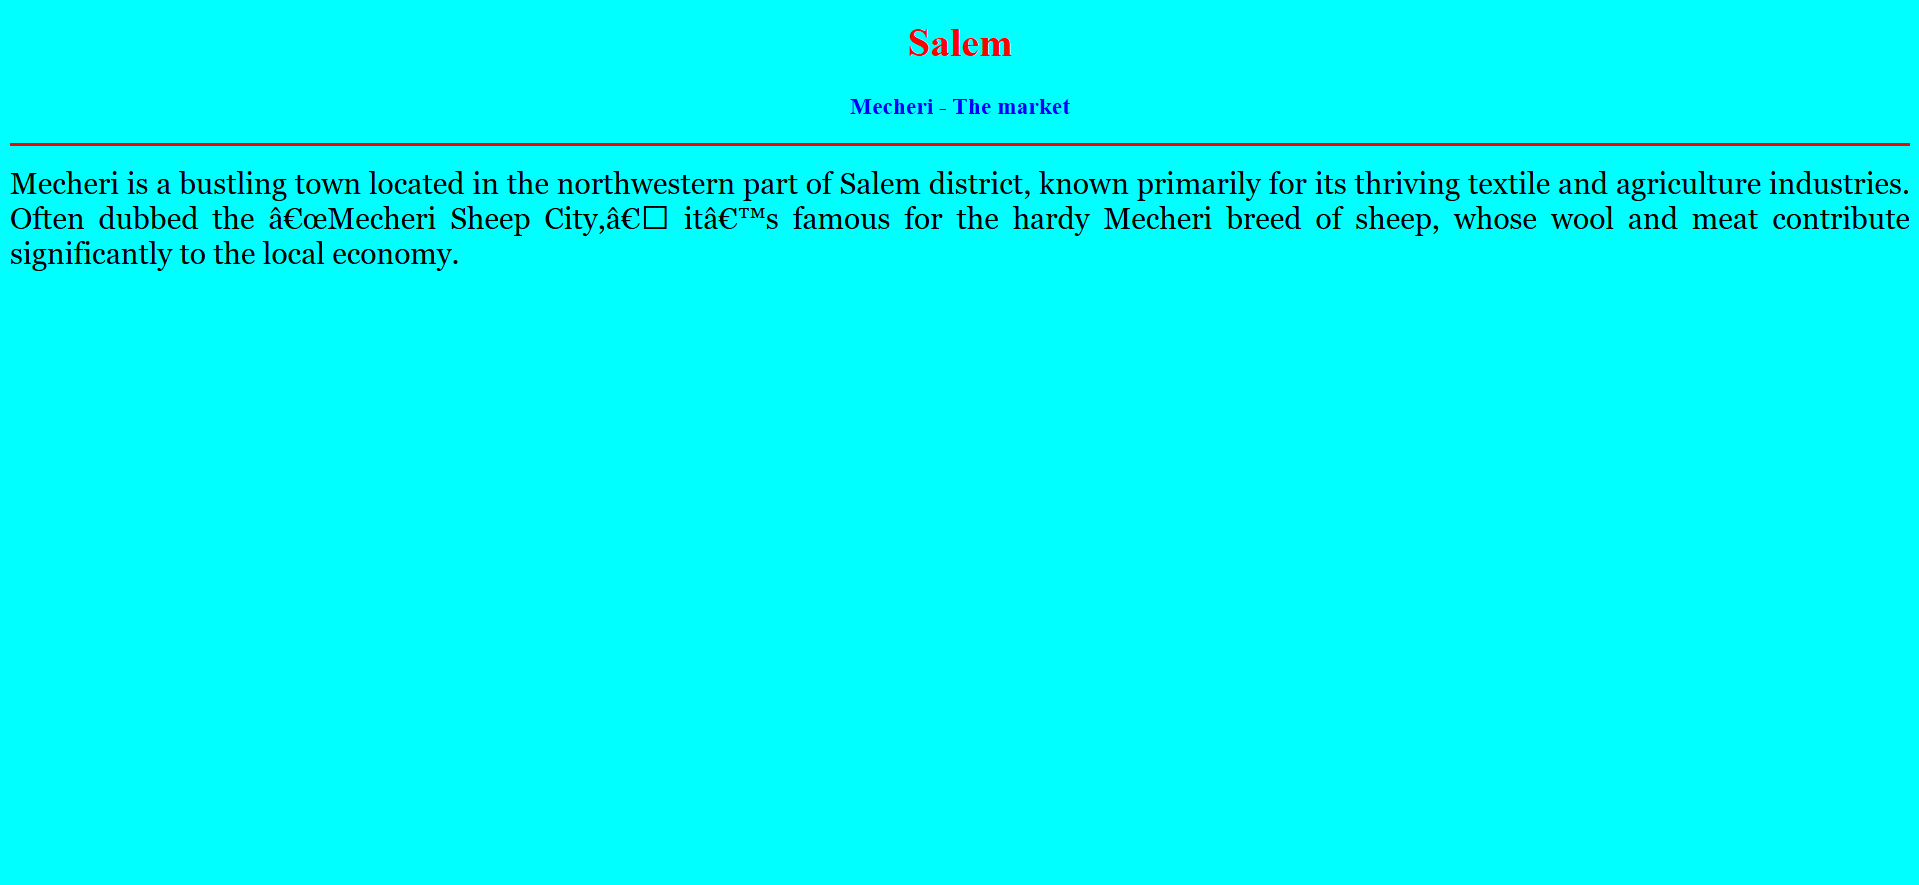 Salem
Mecheri - The market
Mecheri is a bustling town located in the northwestern part of Salem district, known primarily for its thriving textile and agriculture industries.
Often dubbed the â€œMecheri Sheep City,â€□ itâ€™s famous for the hardy Mecheri breed of sheep, whose wool and meat contribute
significantly to the local economy.